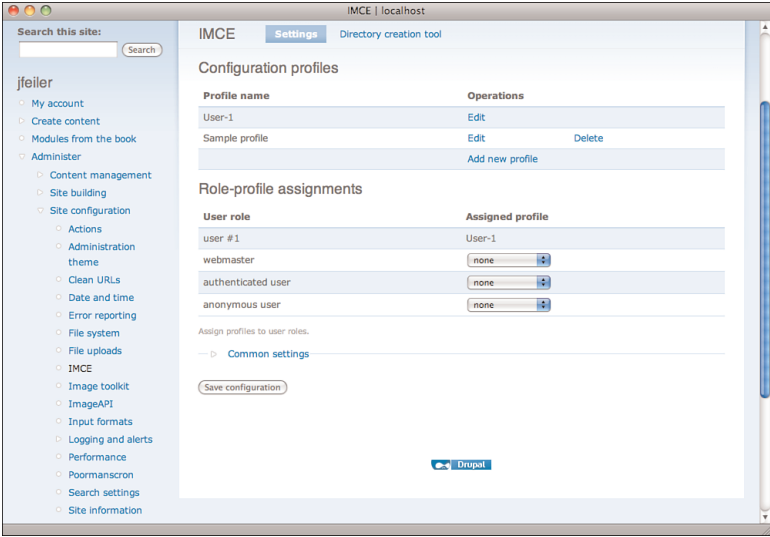 IMCE | localhost
Search this site:
Search
jfeiler
My account
Create content
Modules from the book
Administer
Content management
Site building
Site configuration
Actions
Administration
theme
Clean URLs
Date and time
Error reporting
File system
File uploads
IMCE
Image toolkit
ImageAPI
Input formats
Logging and alerts
Performance
Poormanscron
Search settings
Site information
IMCE Settings Directory creation tool
Configuration profiles
Profile name Operations
User-1 Edit
Sample profile Edit Delete
Add new profile
Role-profile assignments
User role Assigned profile
user #1 User-1
webmaster none
authenticated user none
anonymous user none
Assign profiles to user roles.
Common settings
Save configuration
Drupal